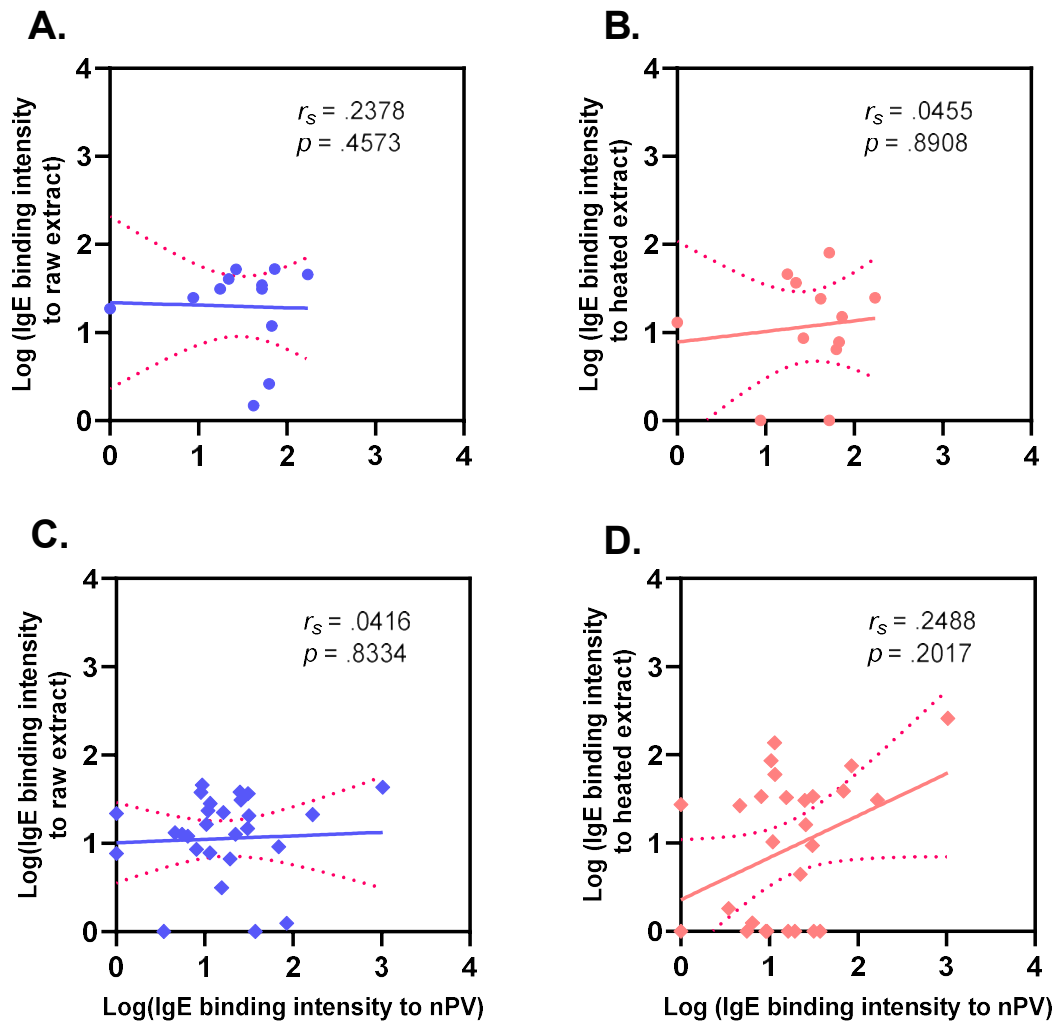 A.
Log (IgE binding intensity
to raw extract)
4
3
2
1
0
rs = .2378
p = .4573
0 1 2 3 4
B.
Log (IgE binding intensity
to heated extract)
4
3
2
1
0
rs = .0455
p = .8908
0 1 2 3 4
C.
Log(IgE binding intensity
to raw extract)
4
3
2
1
0
rs = .0416
p = .8334
0 1 2 3 4
Log(IgE binding intensity to nPV)
D.
Log (IgE binding intensity
to heated extract)
4
3
2
1
0
rs = .2488
p = .2017
0 1 2 3 4
Log (IgE binding intensity to nPV)